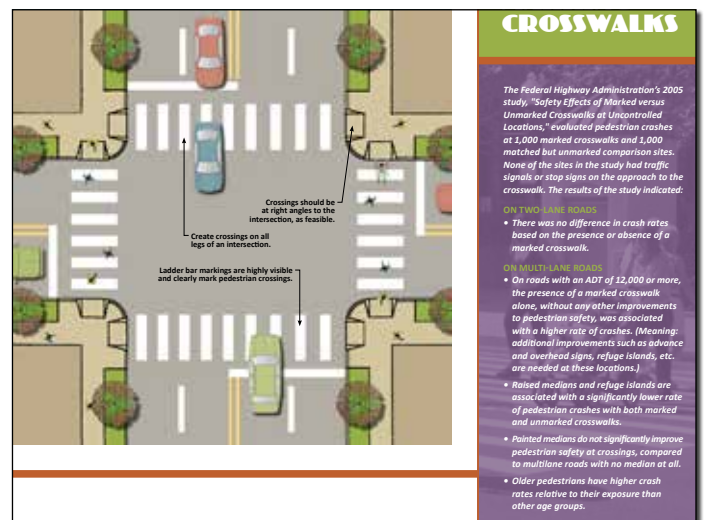 CROSSWALKS
The Federal Highway Administration's 2005
study, "Safety Effects of Marked versus
Unmarked Crosswalks at Uncontrolled
Locations," evaluated pedestrian crashes
at 1,000 marked crosswalks and 1,000
matched but unmarked comparison sites.
None of the sites in the study had traffic
signals or stop signs on the approach to the
crosswalk. The results of the study indicated:
ON TWO-LANE ROADS
• There was no difference in crash rates
based on the presence or absence of a
marked crosswalk.
ON MULTI-LANE ROADS
• On roads with an ADT of 12,000 or more,
the presence of a marked crosswalk
alone, without any other improvements
to pedestrian safety, was associated
with a higher rate of crashes. (Meaning:
additional improvements such as advance
and overhead signs, refuge islands, etc.
are needed at these locations.)
• Raised medians and refuge islands are
associated with a significantly lower rate
of pedestrian crashes with both marked
and unmarked crosswalks.
• Painted medians do not significantly improve
pedestrian safety at crossings, compared
to multilane roads with no median at all.
• Older pedestrians have higher crash
rates relative to their exposure than
other age groups.
Crossings should be
at right angles to the
intersection, as feasible.
Create crossings on all
legs of an intersection.
Ladder bar markings are highly visible
and clearly mark pedestrian crossings.